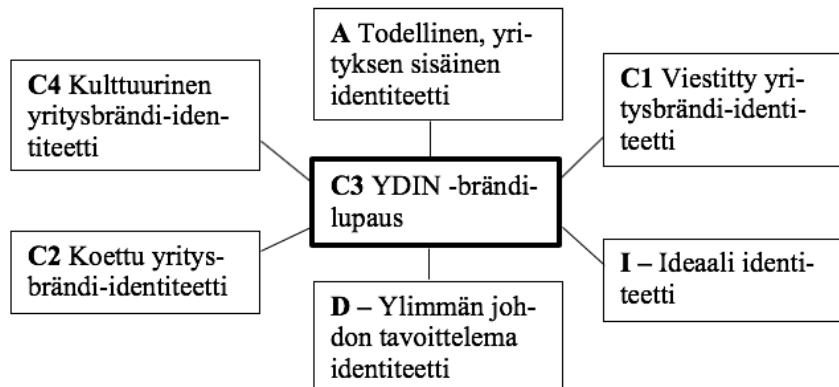 A Todellinen, yri-
tyksen sisäinen
identiteetti
C4 Kulttuurinen
yritysbrändi-iden-
titeetti
C1 Viestitty yri-
tysbrändi-identi-
teetti
C3 YDIN -brändi-
lupaus
C2 Koettu yritys-
brändi-identiteetti
I – Ideaali identi-
teetti
D – Ylimmän joh-
don tavoittelema
identiteetti